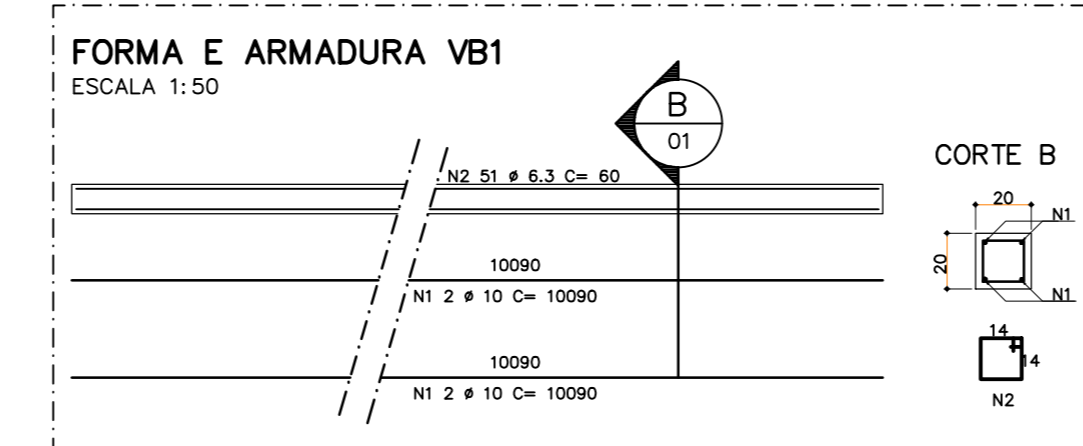 FORMA E ARMADURA VB1
ESCALA 1:50
B
01
CORTE B
N2 51 ø 6.3 C= 60
20
N1
20
N1
10090
N1 2 ø 10 C= 10090
14
14
N2
10090
N1 2 ø 10 C= 10090